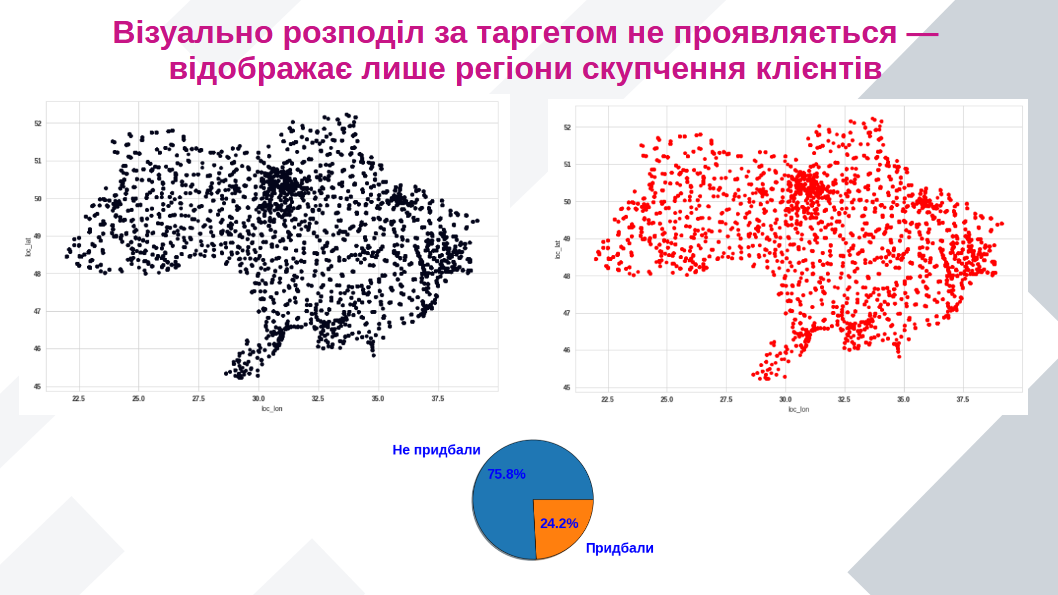 Візуально розподіл за таргетом не проявляється —
відображає лише регіони скупчення клієнтів
52
51
50
49
48
47
46
45
loc_lat
22.5 25.0 27.5 30.0 32.5 35.0 37.5
loc_lon
52
51
50
49
48
47
46
45
loc_lat
22.5 25.0 27.5 30.0 32.5 35.0 37.5
loc_lon
Не придбали
75.8%
24.2%
Придбали